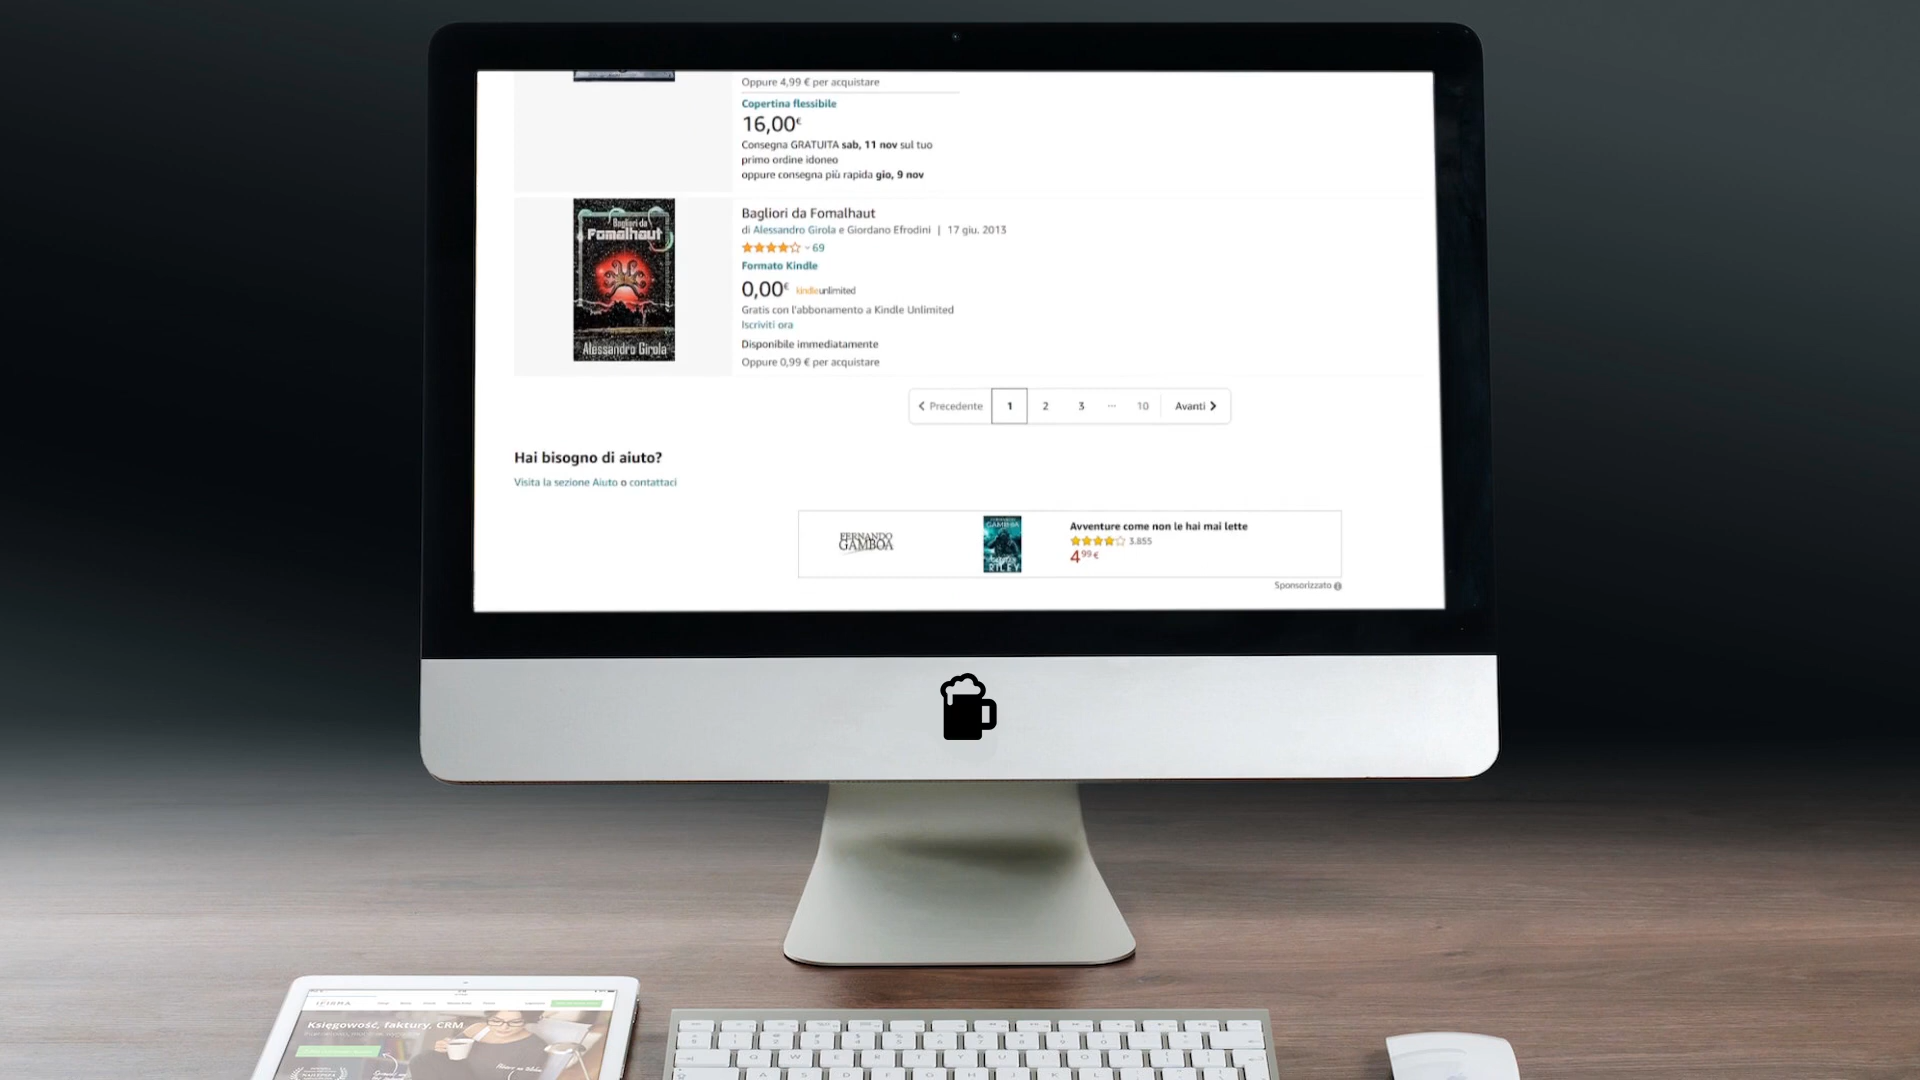 Oppure 4,99 € per acquistare
Copertina flessibile
16,00€
Consegna GRATUITA sab, 11 nov sul tuo
primo ordine idoneo
oppure consegna più rapida gio, 9 nov
Bagliori da
Fomalhaut
Alessandro Girola
Bagliori da Fomalhaut
di Alessandro Girola e Giordano Efrodini | 17 giu. 2013
69
Formato Kindle
0,00€ kindleunlimited
Gratis con l'abbonamento a Kindle Unlimited
Iscriviti ora
Disponibile immediatamente
Oppure 0,99 € per acquistare
Precedente 1 2 3 ... 10 Avanti
Hai bisogno di aiuto?
Visita la sezione Aiuto o contattaci
FERNANDO
GAMBOA
GAMBOA
RILEY
Avventure come non le hai mai lette
3.855
4,99 €
Sponsorizzato
IFIRMA
Księgowość, faktury, CRM
Q W E R T Y U I O P
A S D F G H J K L